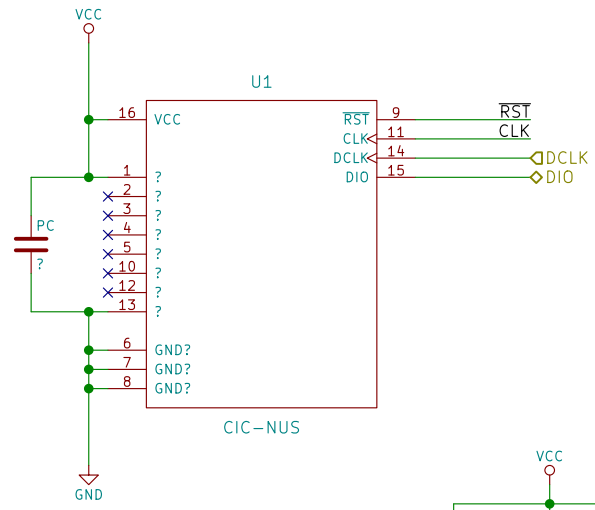 VCC
U1
16 VCC
RST 9 RST
CLK 11 CLK
DCLK 14 DCLK
DIO 15 DIO
1 ?
2 ?
3 ?
4 ?
5 ?
10 ?
12 ?
13 ?
PC
?
6 GND?
7 GND?
8 GND?
CIC-NUS
GND
VCC